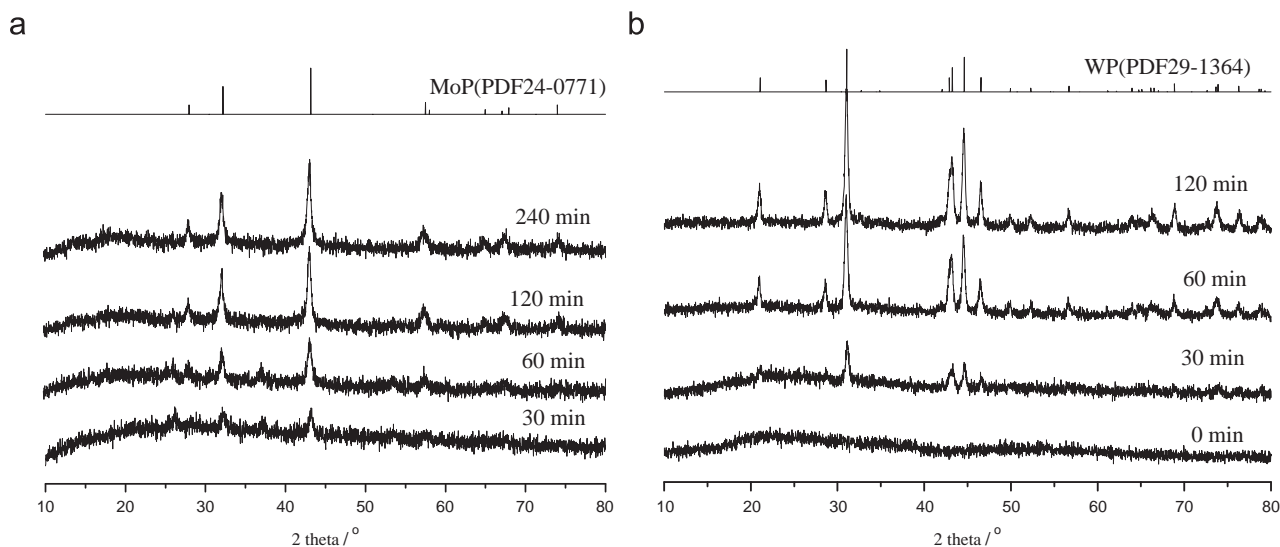 a
MoP(PDF24-0771)
240 min
120 min
60 min
30 min
10 20 30 40 50 60 70 80
2 theta / °
b
WP(PDF29-1364)
120 min
60 min
30 min
0 min
10 20 30 40 50 60 70 80
2 theta / °